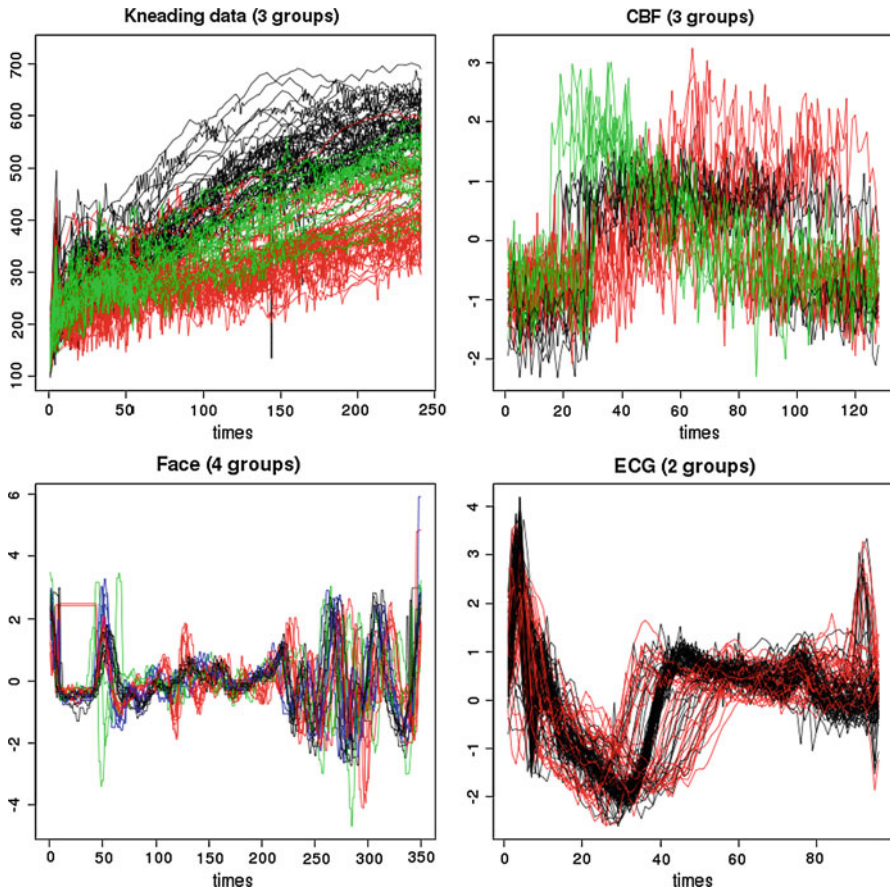 Kneading data (3 groups)
700
600
500
400
300
200
100
0 50 100 150 200 250
times
CBF (3 groups)
3
2
1
0
-1
-2
0 20 40 60 80 100 120
times
Face (4 groups)
6
4
2
0
-2
-4
0 50 100 150 200 250 300 350
times
ECG (2 groups)
4
3
2
1
0
-1
-2
0 20 40 60 80
times